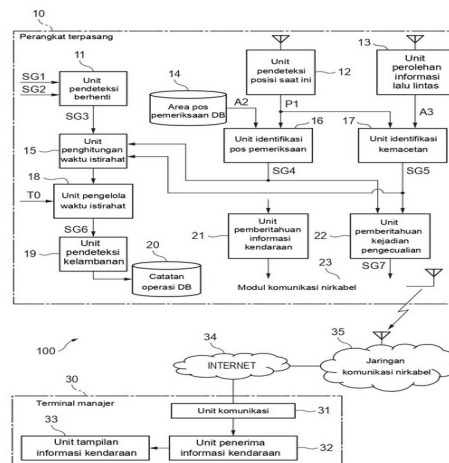 10
Perangkat terpasang
11
SG1
SG2
Unit
pendeteksi
berhenti
SG3
14
Area pos
pemeriksaan DB
A2
Unit
pendeteksi
posisi saat ini
12
P1
13
Unit
perolehan
informasi
lalu lintas
A3
15
Unit
penghitungan
waktu istirahat
16
Unit identifikasi
pos pemeriksaan
SG4
17
Unit identifikasi
kemacetan
SG5
18
T0
Unit pengelola
waktu istirahat
SG6
19
Unit
pendeteksi
kelambanan
20
Catatan
operasi DB
21
Unit
pemberitahuan
informasi
kendaraan
22
Unit
pemberitahuan
kejadian
pengecualian
23
SG7
Modul komunikasi nirkabel
100
34
INTERNET
35
Jaringan
komunikasi nirkabel
30
Terminal manajer
33
Unit komunikasi
31
Unit tampilan
informasi kendaraan
Unit penerima
informasi kendaraan
32